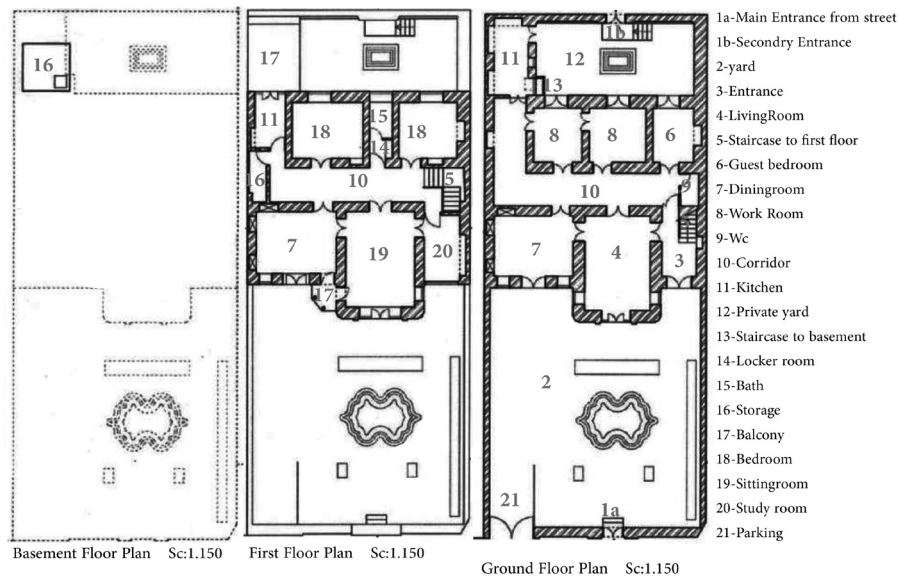 16
17
11
18
15
18
14
6
10
5
7
19
20
17
1b
11
12
13
8
8
6
9
10
7
4
3
2
21
1a
Basement Floor Plan Sc:1.150
First Floor Plan Sc:1.150
Ground Floor Plan Sc:1.150
1a-Main Entrance from street
1b-Secondry Entrance
2-yard
3-Entrance
4-LivingRoom
5-Staircase to first floor
6-Guest bedroom
7-Diningroom
8-Work Room
9-Wc
10-Corridor
11-Kitchen
12-Private yard
13-Staircase to basement
14-Locker room
15-Bath
16-Storage
17-Balcony
18-Bedroom
19-Sittingroom
20-Study room
21-Parking